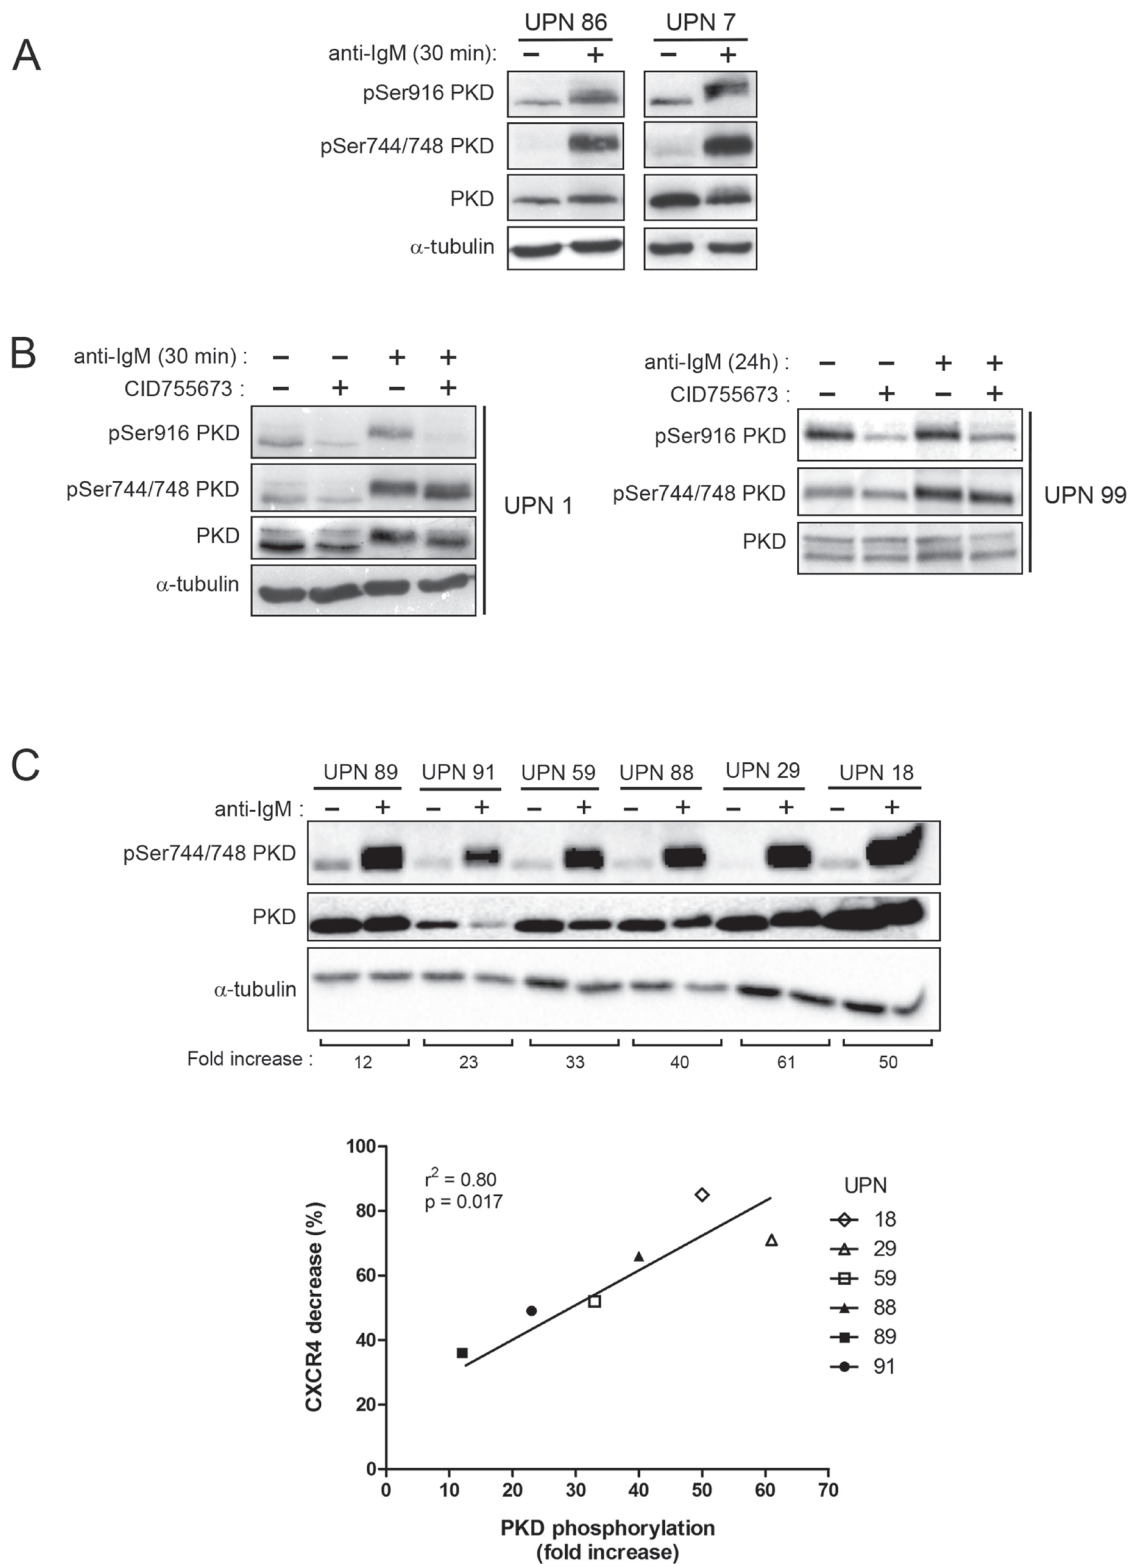 A
UPN 86 UPN 7
anti-IgM (30 min): − + − +
pSer916 PKD
pSer744/748 PKD
PKD
α-tubulin
B
anti-IgM (30 min) : − − + +
CID755673 : − + − +
pSer916 PKD
pSer744/748 PKD
PKD
α-tubulin
UPN 1
anti-IgM (24h) : − − + +
CID755673 : − + − +
pSer916 PKD
pSer744/748 PKD
PKD
UPN 99
C
UPN 89 UPN 91 UPN 59 UPN 88 UPN 29 UPN 18
anti-IgM : − + − + − + − + − + − +
pSer744/748 PKD
PKD
α-tubulin
Fold increase : 12 23 33 40 61 50
CXCR4 decrease (%)
100
80
60
40
20
0
r² = 0.80
p = 0.017
0 10 20 30 40 50 60 70
PKD phosphorylation
(fold increase)
UPN
18
29
59
88
89
91